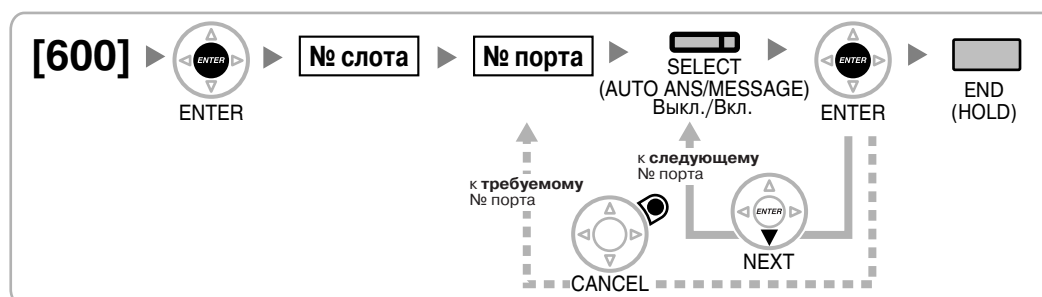 [600]
ENTER
ENTER
№ слота
№ порта
SELECT
(AUTO ANS/MESSAGE)
Выкл./Вкл.
ENTER
ENTER
END
(HOLD)
к требуемому
№ порта
к следующему
№ порта
CANCEL
ENTER
NEXT